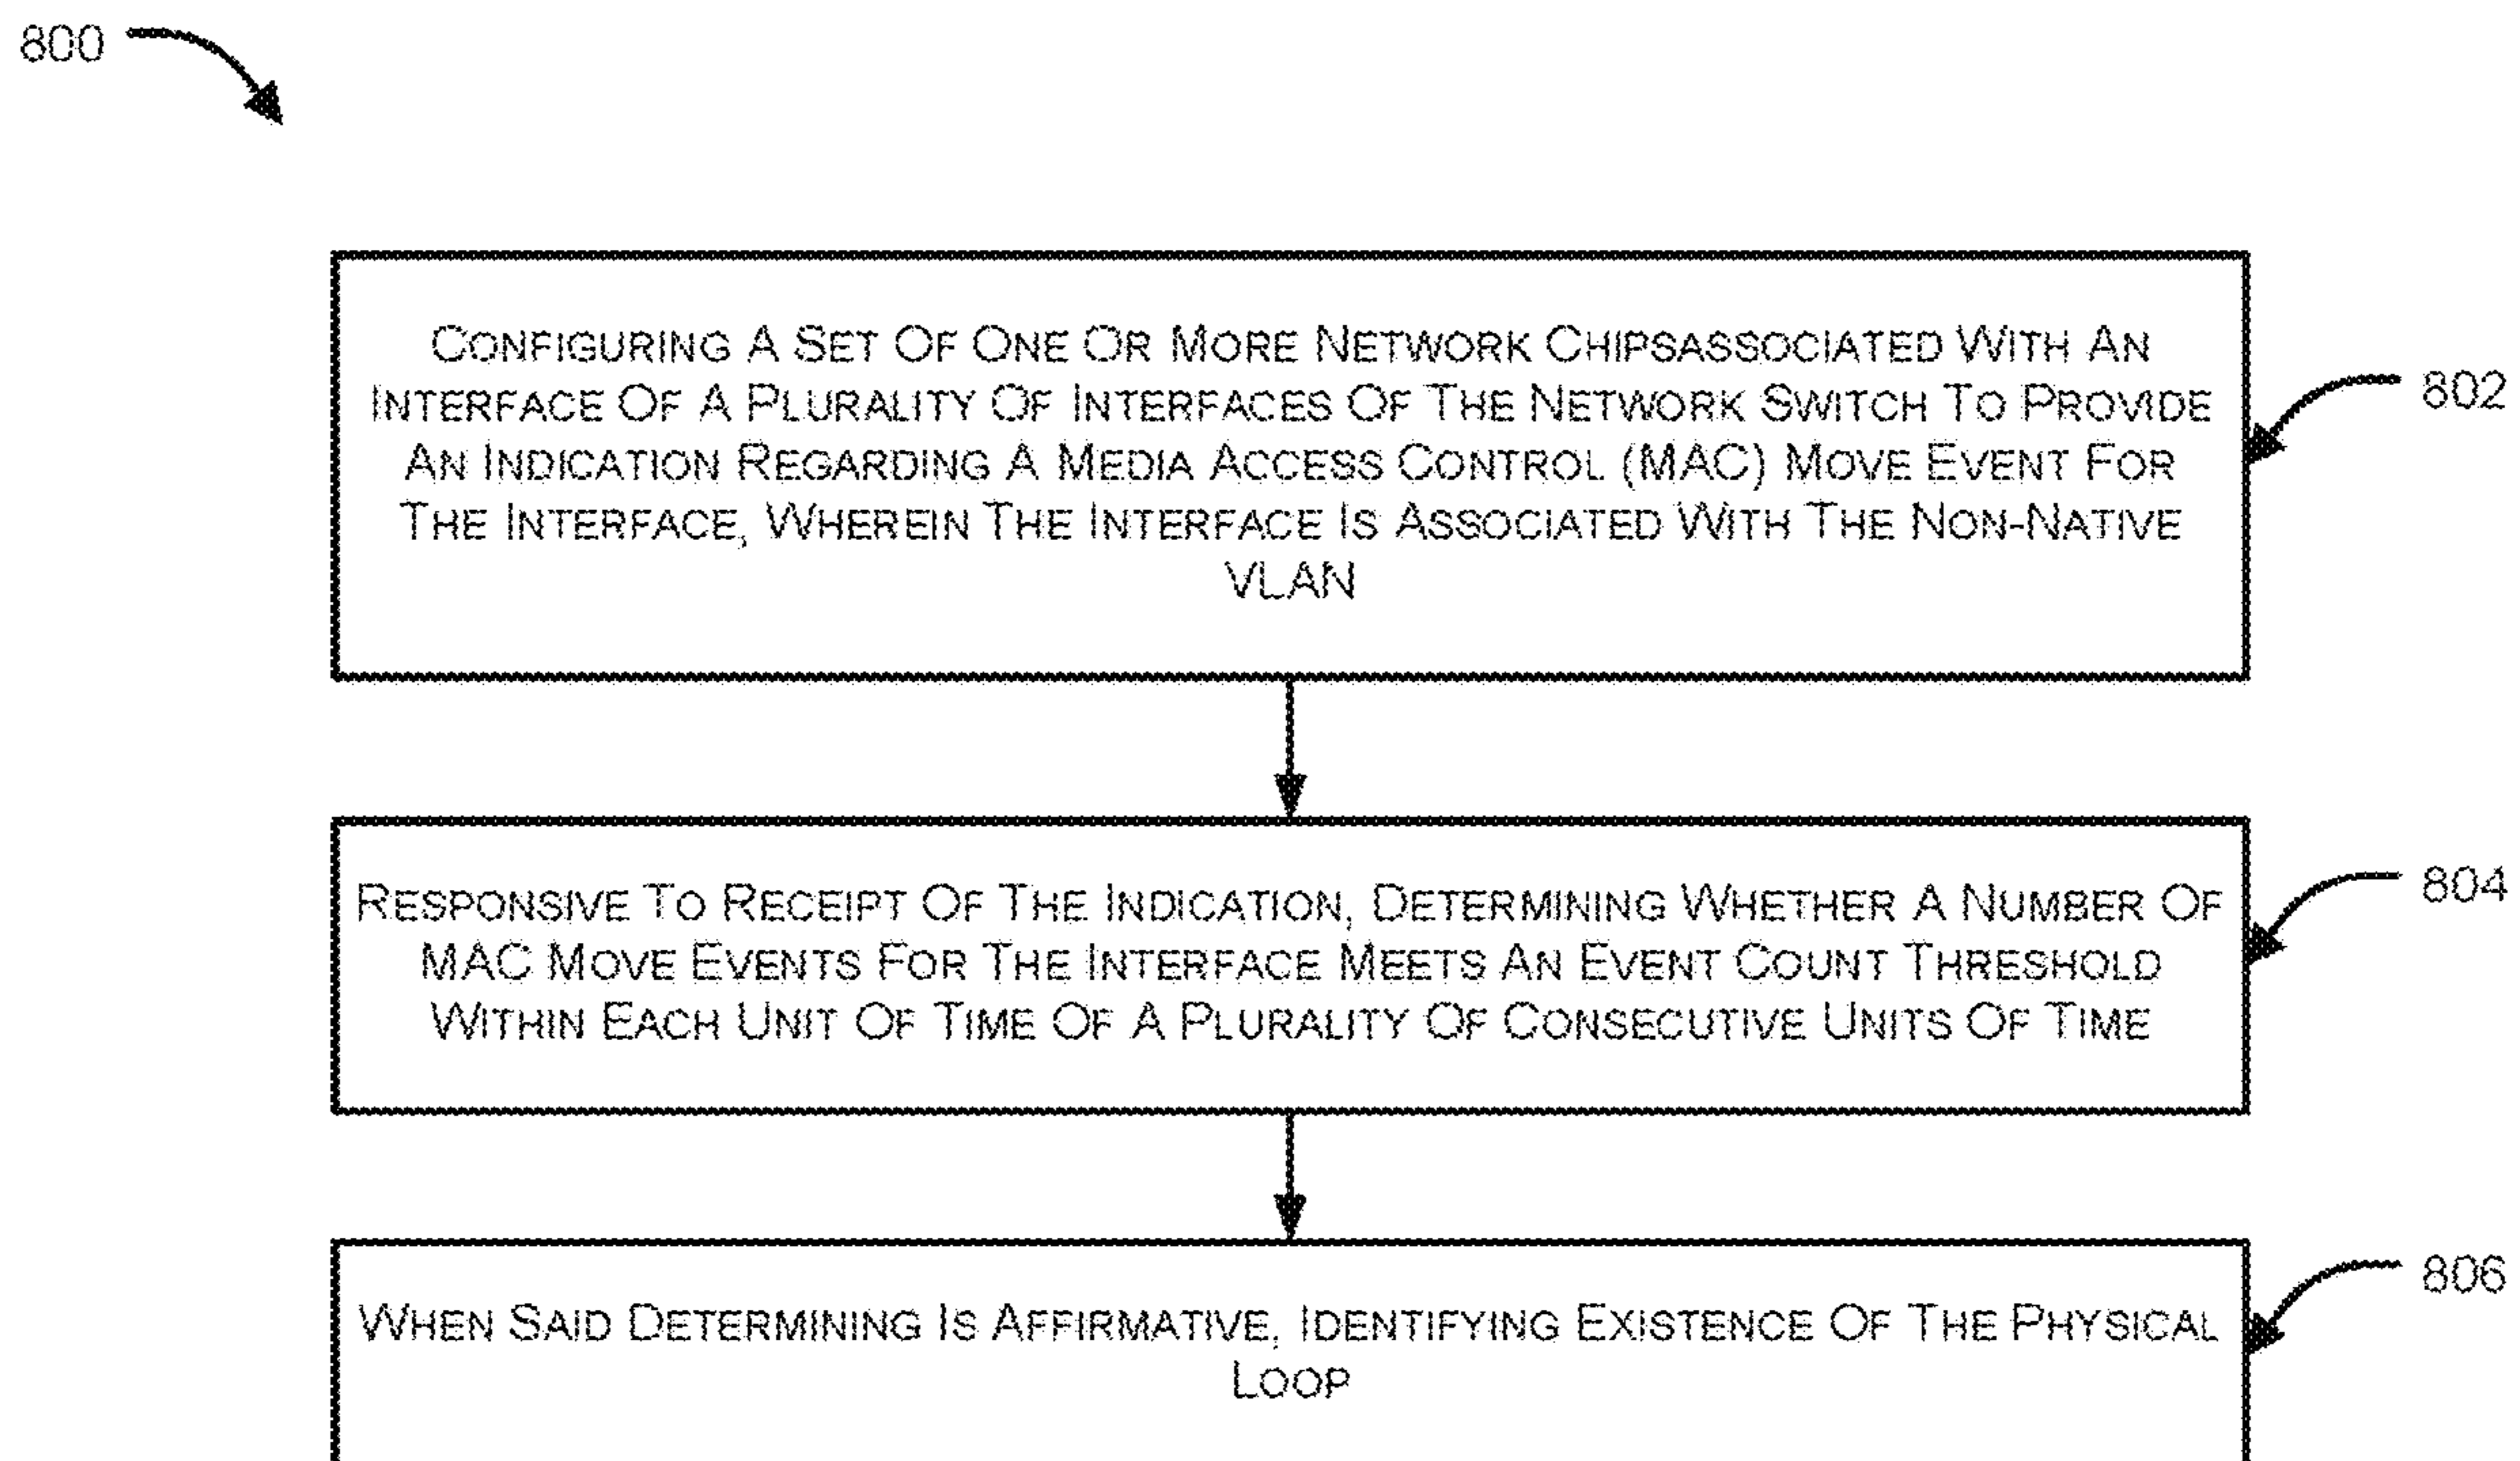 800
CONFIGURING A SET OF ONE OR MORE NETWORK CHIPSASSOCIATED WITH AN
INTERFACE OF A PLURALITY OF INTERFACES OF THE NETWORK SWITCH TO PROVIDE
AN INDICATION REGARDING A MEDIA ACCESS CONTROL (MAC) MOVE EVENT FOR
THE INTERFACE, WHEREIN THE INTERFACE IS ASSOCIATED WITH THE NON-NATIVE
VLAN
802
RESPONSIVE TO RECEIPT OF THE INDICATION, DETERMINING WHETHER A NUMBER OF
MAC MOVE EVENTS FOR THE INTERFACE MEETS AN EVENT COUNT THRESHOLD
WITHIN EACH UNIT OF TIME OF A PLURALITY OF CONSECUTIVE UNITS OF TIME
804
WHEN SAID DETERMINING IS AFFIRMATIVE, IDENTIFYING EXISTENCE OF THE PHYSICAL
LOOP
806